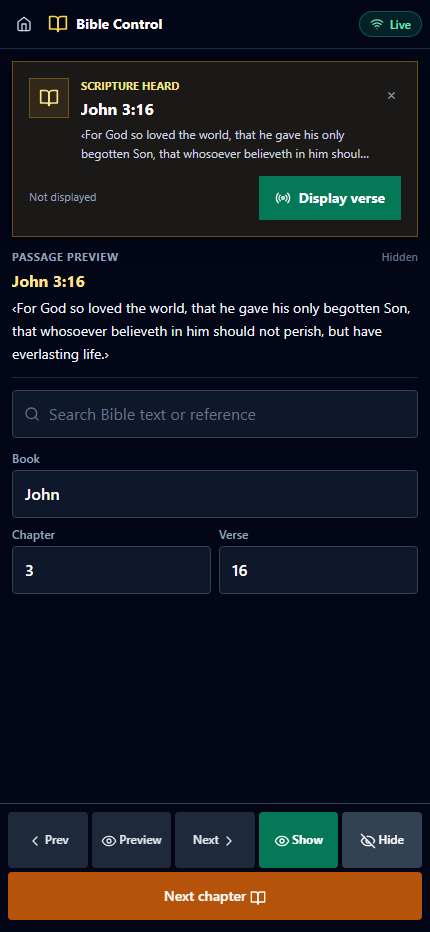 Bible Control
Live
SCRIPTURE HEARD
John 3:16
‹For God so loved the world, that he gave his only
begotten Son, that whosoever believeth in him shoul...
Not displayed
Display verse
PASSAGE PREVIEW
Hidden
John 3:16
‹For God so loved the world, that he gave his only begotten Son,
that whosoever believeth in him should not perish, but have
everlasting life.›
Search Bible text or reference
Book
John
Chapter
Verse
3
16
Prev
Preview
Next
Show
Hide
Next chapter